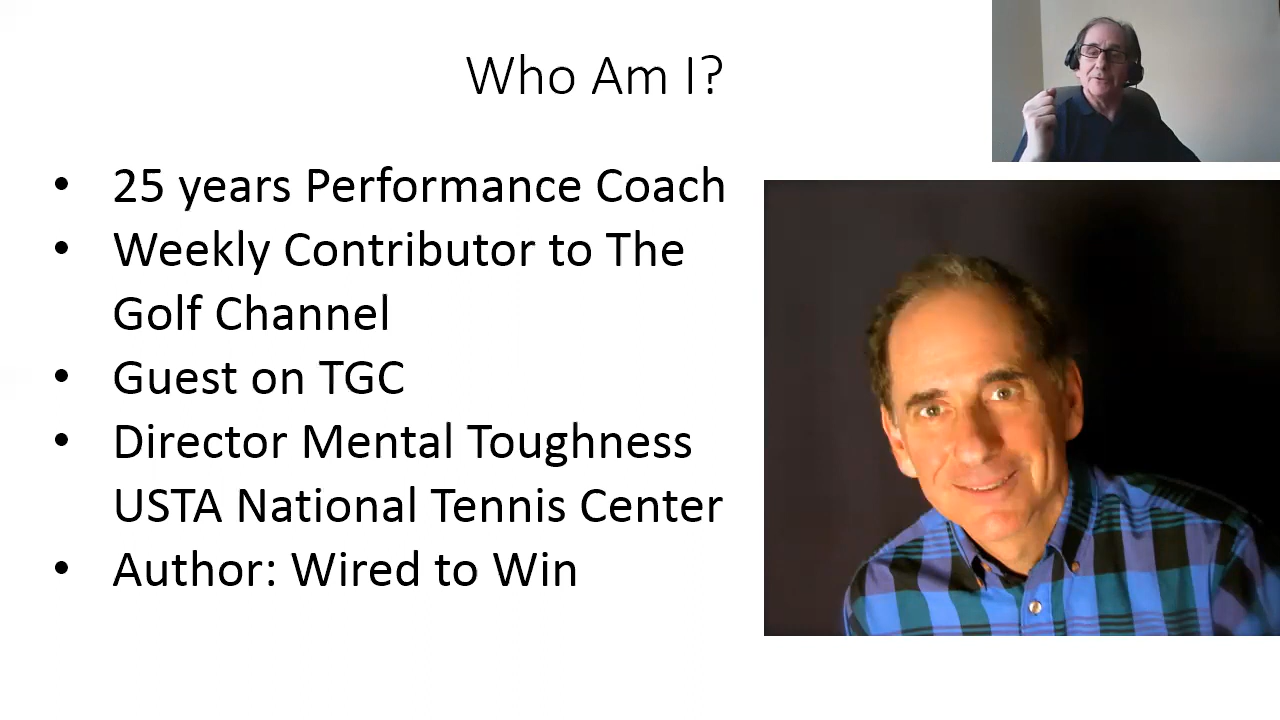 Who Am I?
• 25 years Performance Coach
• Weekly Contributor to The
Golf Channel
• Guest on TGC
• Director Mental Toughness
USTA National Tennis Center
• Author: Wired to Win